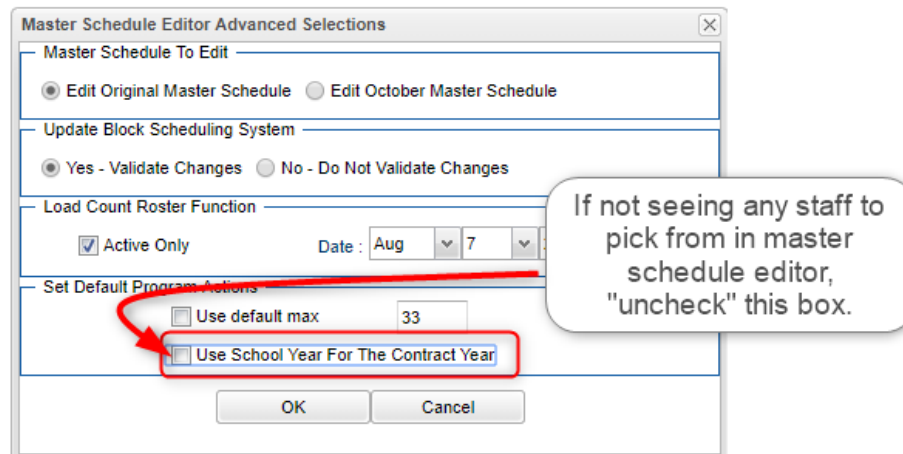 Master Schedule Editor Advanced Selections
Master Schedule To Edit
Edit Original Master Schedule Edit October Master Schedule
Update Block Scheduling System
Yes - Validate Changes No - Do Not Validate Changes
Load Count Roster Function
Active Only Date : Aug 7
If not seeing any staff to
pick from in master
schedule editor,
"uncheck" this box.
Set Default Program Actions
Use default max 33
Use School Year For The Contract Year
OK Cancel